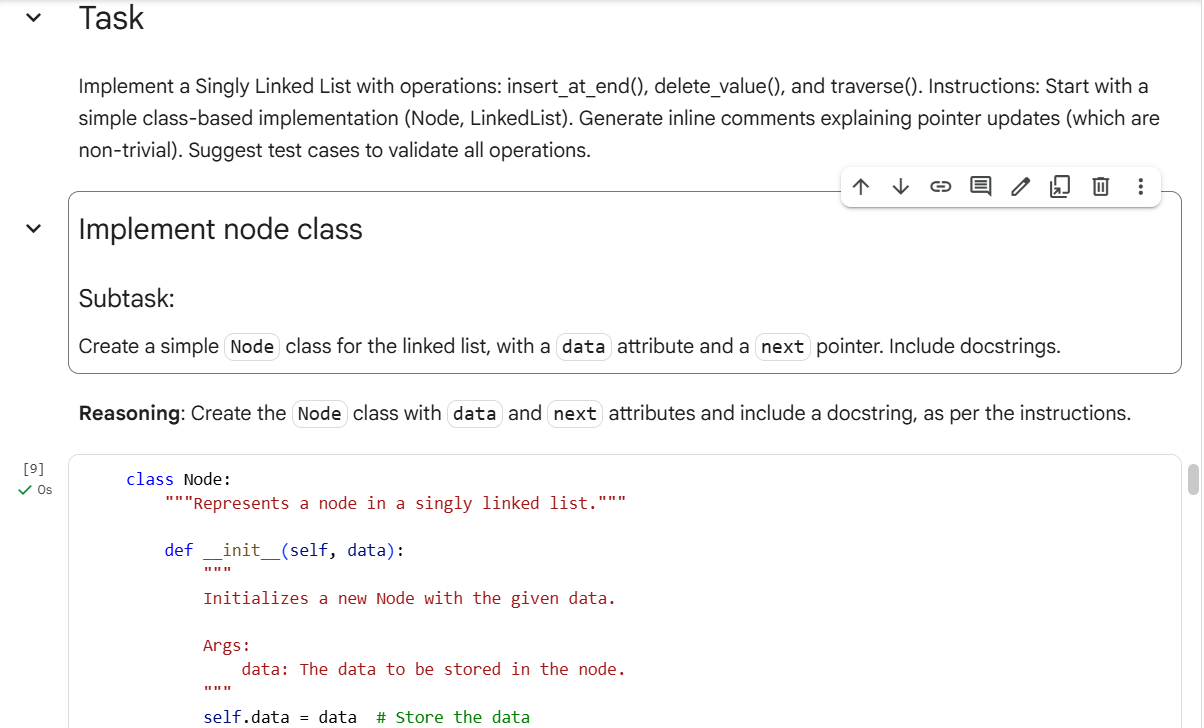 Task
Implement a Singly Linked List with operations: insert_at_end(), delete_value(), and traverse(). Instructions: Start with a
simple class-based implementation (Node, LinkedList). Generate inline comments explaining pointer updates (which are
non-trivial). Suggest test cases to validate all operations.
Implement node class
Subtask:
Create a simple Node class for the linked list, with a data attribute and a next pointer. Include docstrings.
Reasoning: Create the Node class with data and next attributes and include a docstring, as per the instructions.
[9]
0s
class Node:
    """Represents a node in a singly linked list."""
    def __init__(self, data):
        """
        Initializes a new Node with the given data.
        Args:
            data: The data to be stored in the node.
        """
        self.data = data  # Store the data